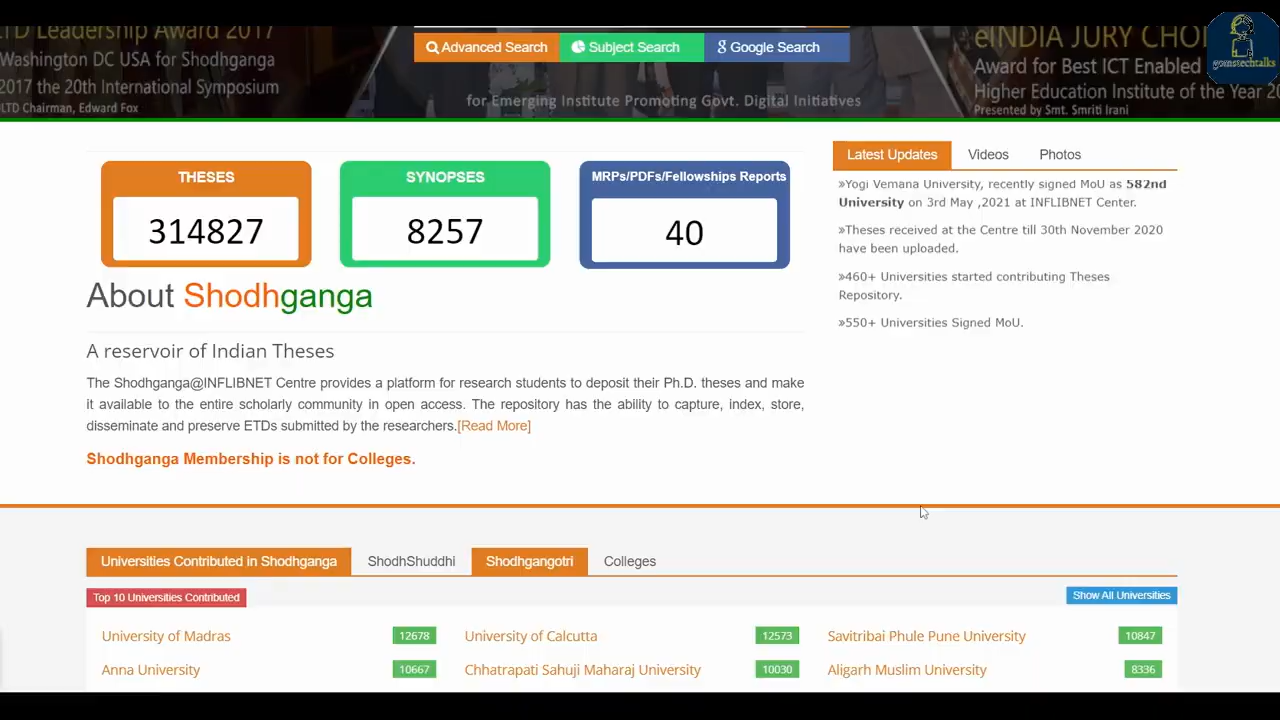 LTD Leadership Award 2017
Washington DC USA for Shodhganga
2017 the 20th International Symposium
LTD Chairman, Edward Fox
Advanced Search
Subject Search
Google Search
for Emerging Institute Promoting Govt. Digital Initiatives
eINDIA JURY
Award for Best ICT Enabled
Higher Education Institute of the Year
Presented by Smt. Smriti Irani
gomstechtalks
THESES
314827
SYNOPSES
8257
MRPs/PDFs/Fellowships Reports
40
Latest Updates
Videos
Photos
»Yogi Vemana University, recently signed MoU as 582nd
University on 3rd May ,2021 at INFLIBNET Center.
»Theses received at the Centre till 30th November 2020
have been uploaded.
»460+ Universities started contributing Theses
Repository.
»550+ Universities Signed MoU.
About Shodhganga
A reservoir of Indian Theses
The Shodhganga@INFLIBNET Centre provides a platform for research students to deposit their Ph.D. theses and make
it available to the entire scholarly community in open access. The repository has the ability to capture, index, store,
disseminate and preserve ETDs submitted by the researchers.[Read More]
Shodhganga Membership is not for Colleges.
Universities Contributed in Shodhganga
ShodhShuddhi
Shodhgangotri
Colleges
Top 10 Universities Contributed
Show All Universities
University of Madras 12678
University of Calcutta 12573
Savitribai Phule Pune University 10847
Anna University 10667
Chhatrapati Sahuji Maharaj University 10030
Aligarh Muslim University 8336